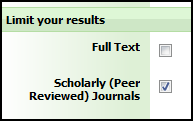 Limit your results
Full Text
Scholarly (Peer
Reviewed) Journals